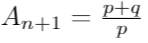 A_{n+1} = \frac{p+q}{p}